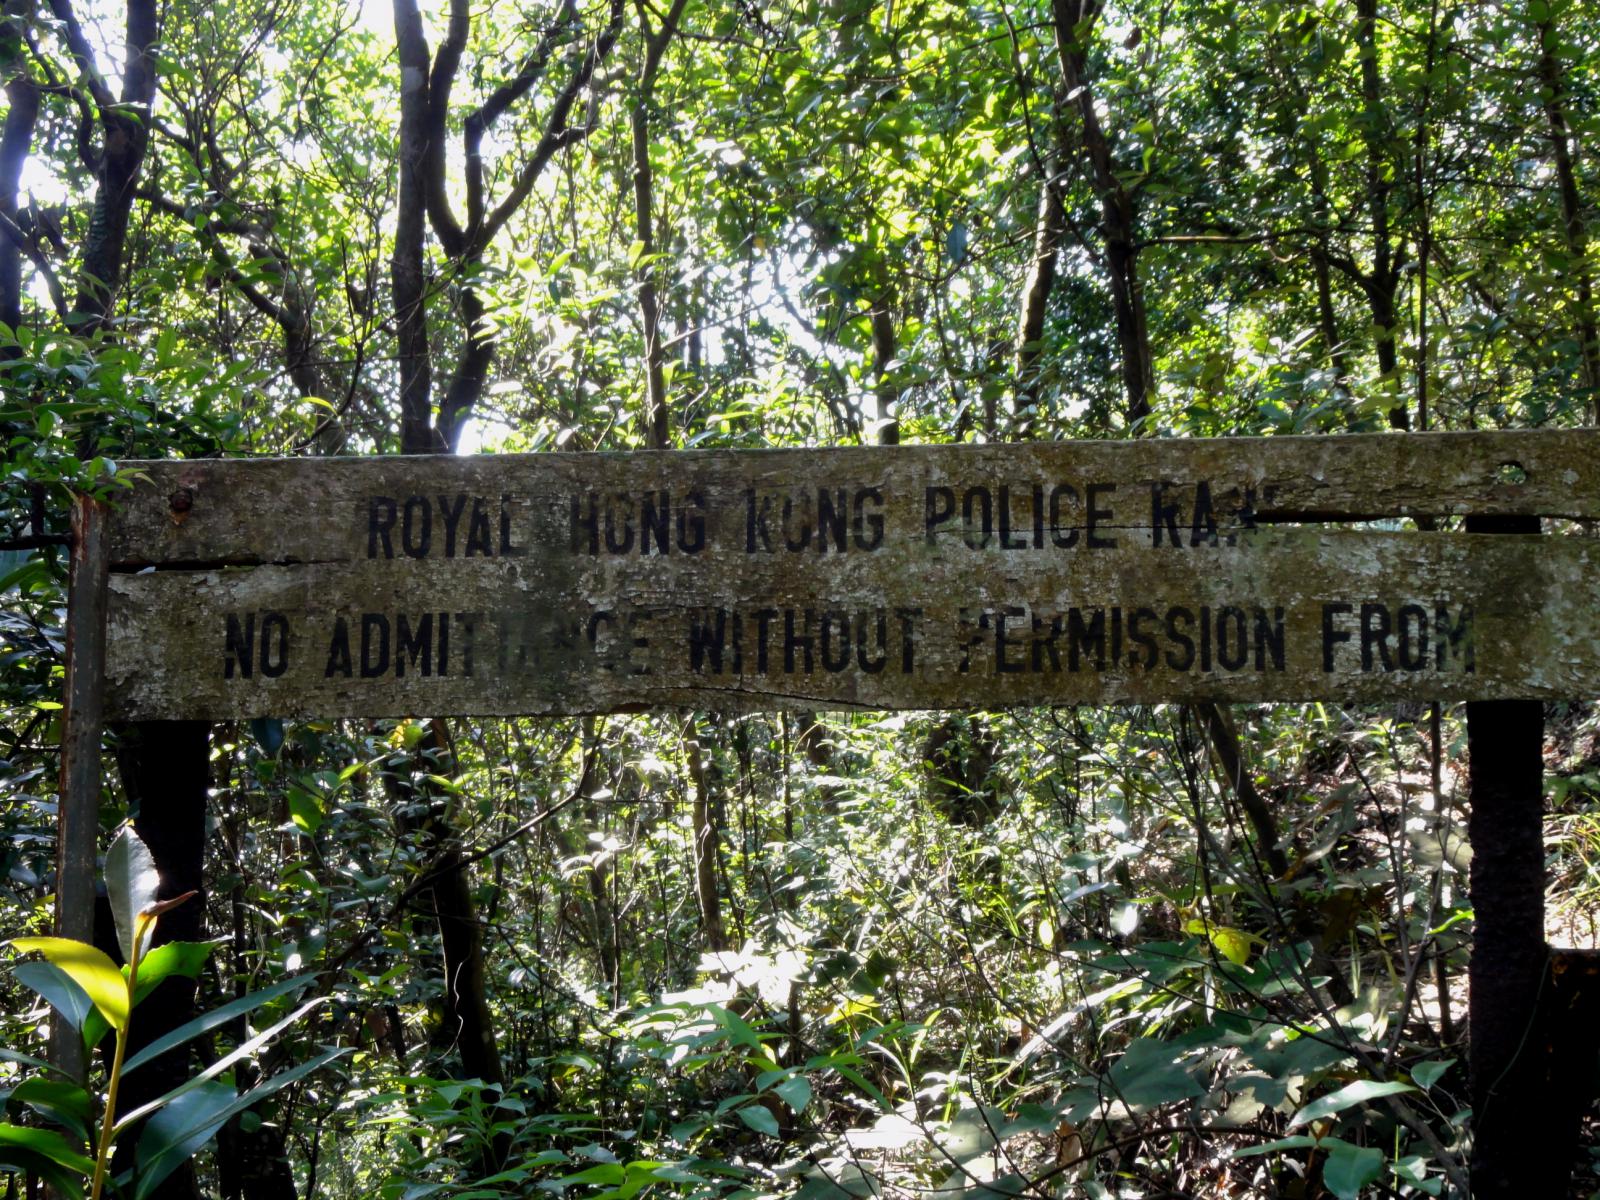 ROYAL HONG KONG POLICE
NO ADMITTANCE WITHOUT PERMISSION FROM